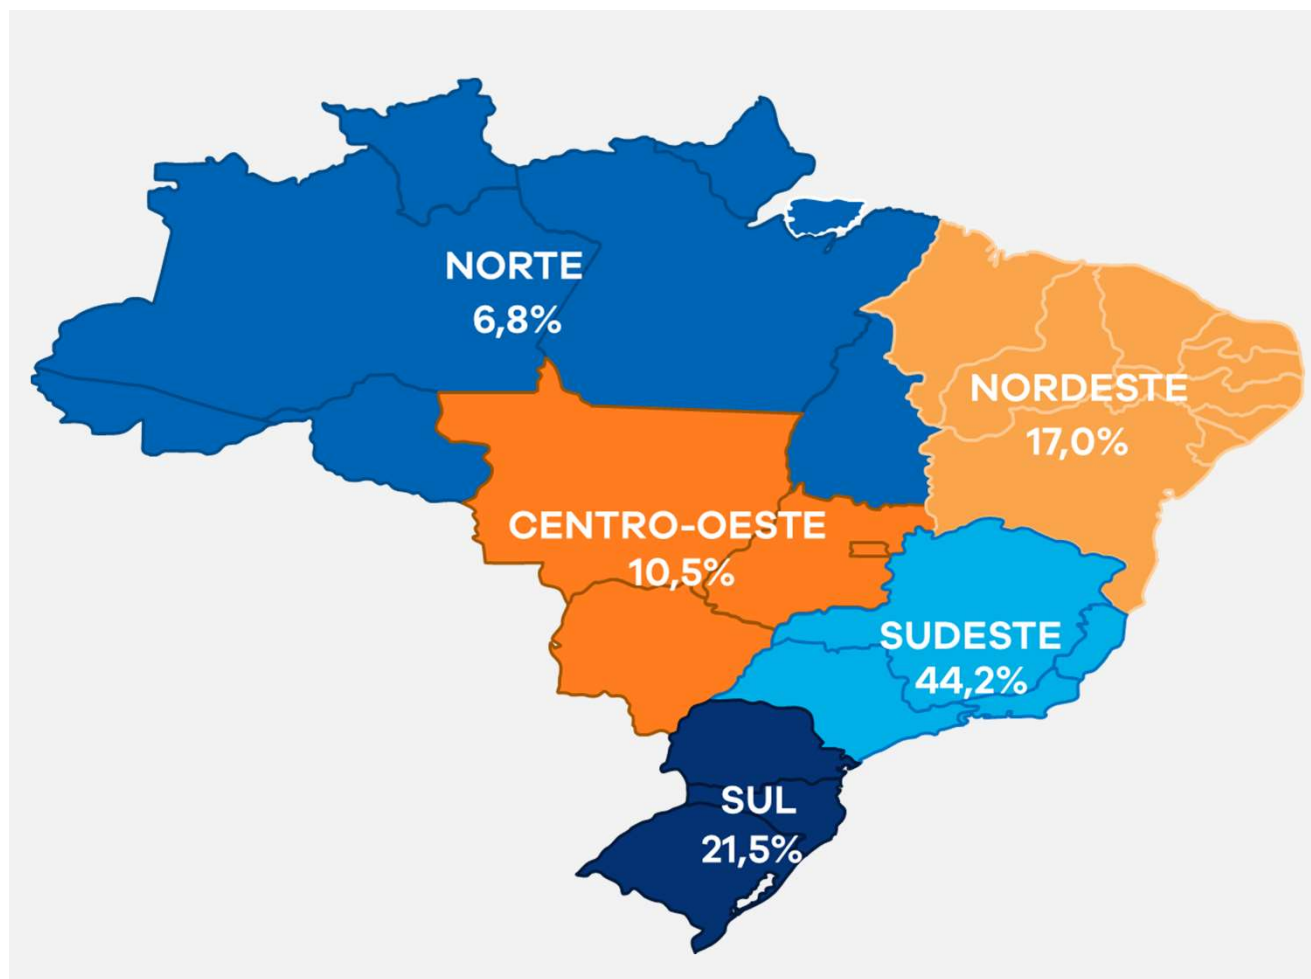 NORTE
6,8%
NORDESTE
17,0%
CENTRO-OESTE
10,5%
SUDESTE
44,2%
SUL
21,5%